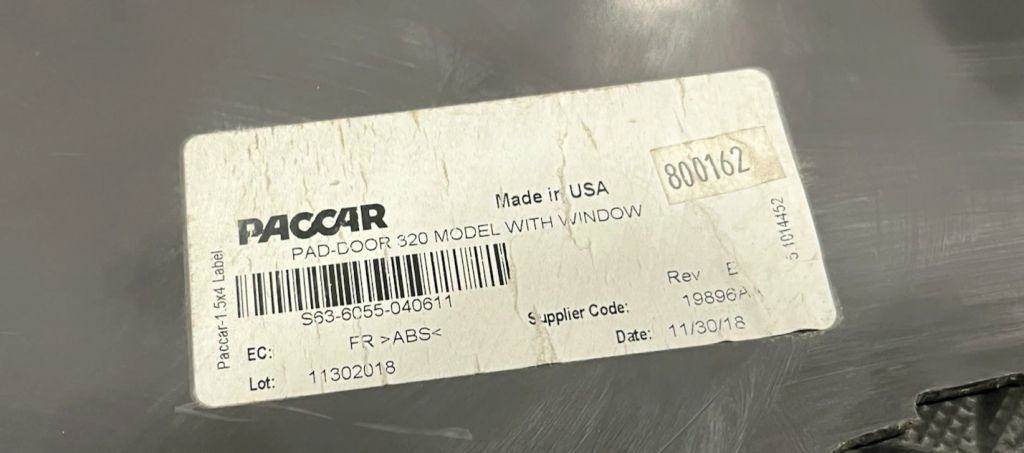 PACCAR
Made in USA
800162
PAD-DOOR 320 MODEL WITH WINDOW
S63-6055-040611
Rev E
Supplier Code: 19896A
EC: FR >ABS<
Date: 11/30/18
Lot: 11302018
Paccar-1.5x4 Label
1014452